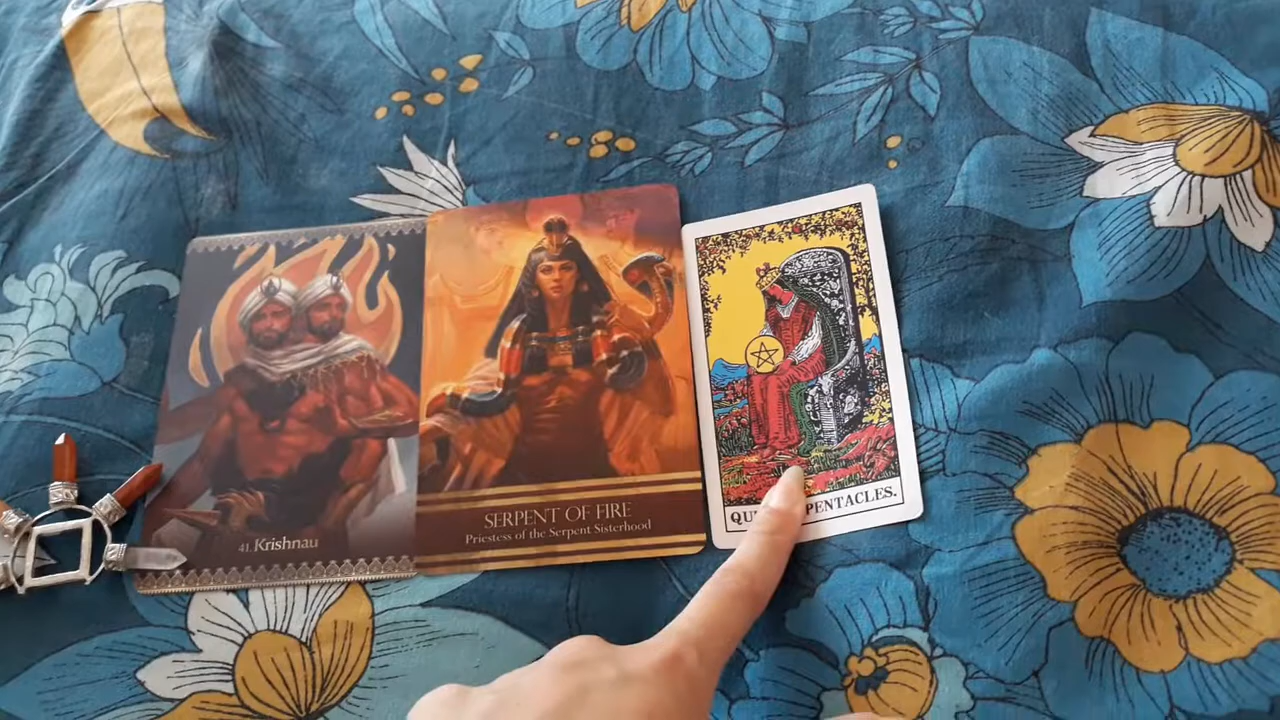 41. Krishnau
SERPENT OF FIRE
Priestess of the Serpent Sisterhood
PENTACLES.